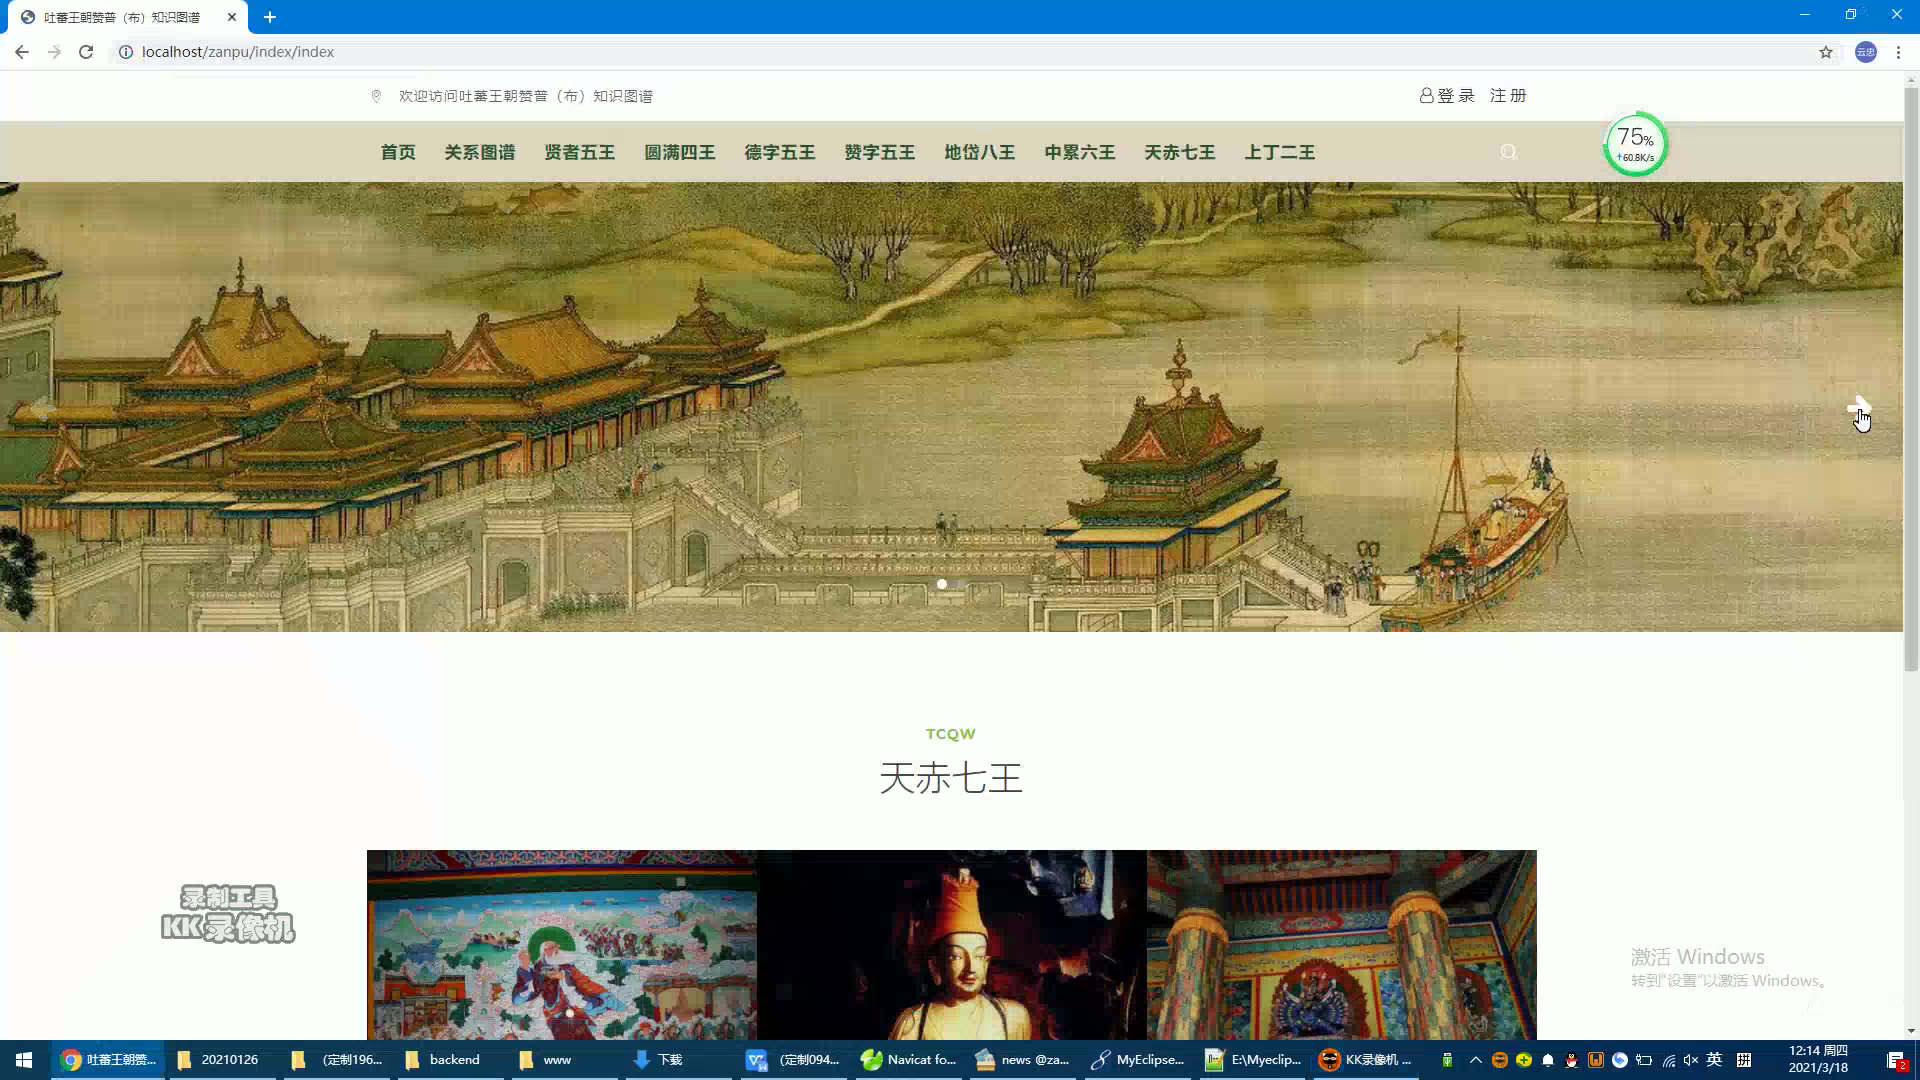 吐蕃王朝赞普（布）知识图谱
localhost/zanpu/index/index
云忠
欢迎访问吐蕃王朝赞普（布）知识图谱
登录 注册
75%
60.8K/s
首页 关系图谱 贤者五王 圆满四王 德字五王 赞字五王 地岱八王 中累六王 天赤七王 上丁二王
TCQW
天赤七王
录制工具
KK录像机
激活 Windows
转到"设置"以激活 Windows。
吐蕃王朝赞... 20210126 (定制196... backend www 下载 (定制094... Navicat fo... news @za... MyEclipse... E:\Myeclip... KK录像机 ... 英 拼
12:14 周四
2021/3/18
2